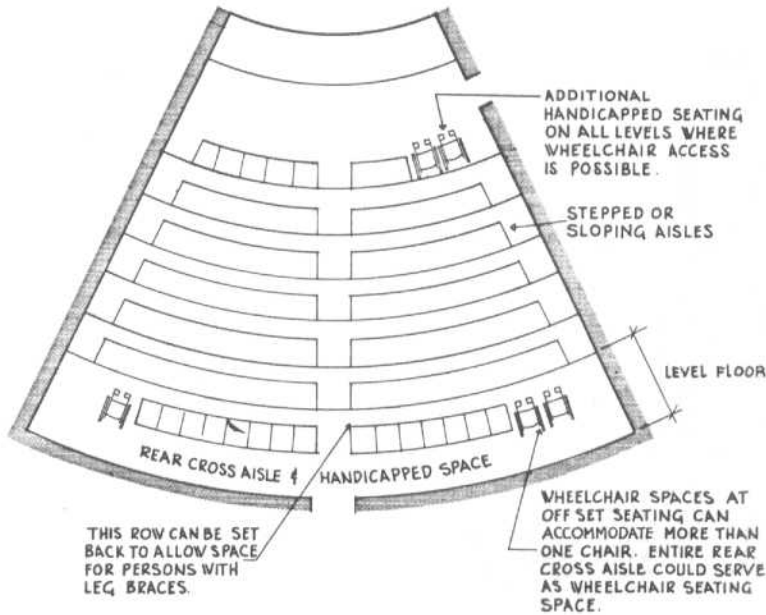 ADDITIONAL
HANDICAPPED SEATING
ON ALL LEVELS WHERE
WHEELCHAIR ACCESS
IS POSSIBLE.
STEPPED OR
SLOPING AISLES
LEVEL FLOOR
REAR CROSS AISLE & HANDICAPPED SPACE
THIS ROW CAN BE SET
BACK TO ALLOW SPACE
FOR PERSONS WITH
LEG BRACES.
WHEELCHAIR SPACES AT
OFF SET SEATING CAN
ACCOMMODATE MORE THAN
ONE CHAIR. ENTIRE REAR
CROSS AISLE COULD SERVE
AS WHEELCHAIR SEATING
SPACE.